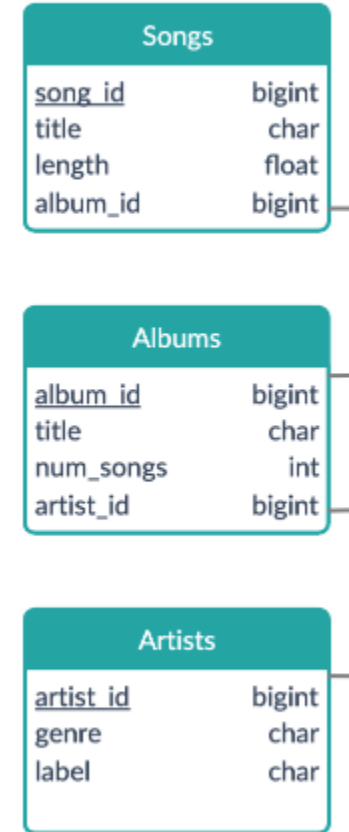 Songs
song_id bigint
title char
length float
album_id bigint
Albums
album_id bigint
title char
num_songs int
artist_id bigint
Artists
artist_id bigint
genre char
label char